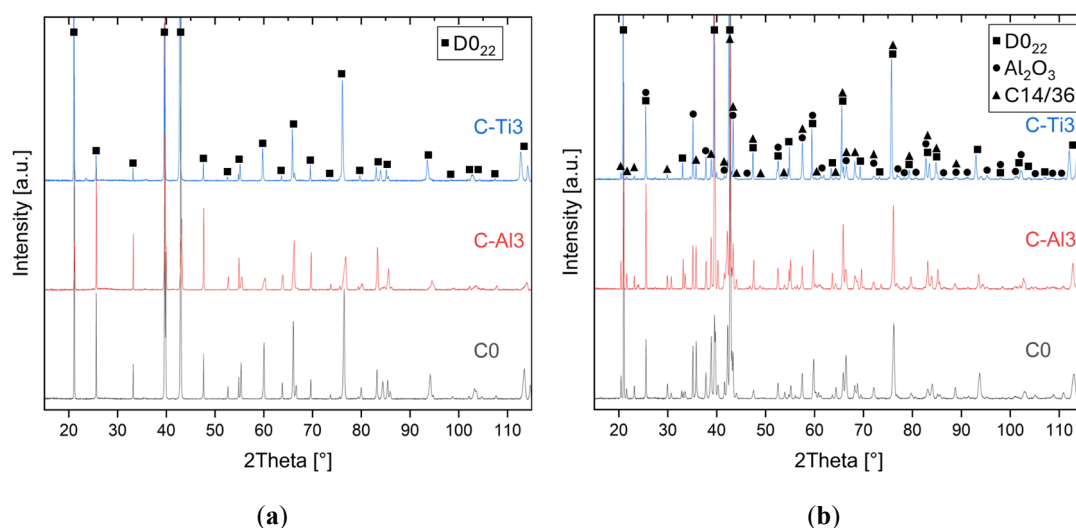 (a)
■ D0₂₂
C-Ti3
C-Al3
C0
Intensity [a.u.]
20 30 40 50 60 70 80 90 100 110
2Theta [°]
(a)
(b)
■ D0₂₂
● Al₂O₃
▲ C14/36
C-Ti3
C-Al3
C0
Intensity [a.u.]
20 30 40 50 60 70 80 90 100 110
2Theta [°]
(b)